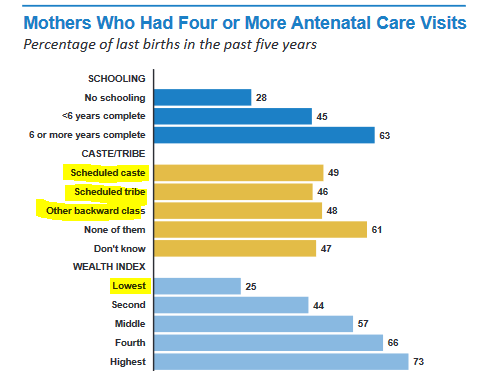 Mothers Who Had Four or More Antenatal Care Visits
Percentage of last births in the past five years
SCHOOLING
No schooling 28
<6 years complete 45
6 or more years complete 63
CASTE/TRIBE
Scheduled caste 49
Scheduled tribe 46
Other backward class 48
None of them 61
Don't know 47
WEALTH INDEX
Lowest 25
Second 44
Middle 57
Fourth 66
Highest 73